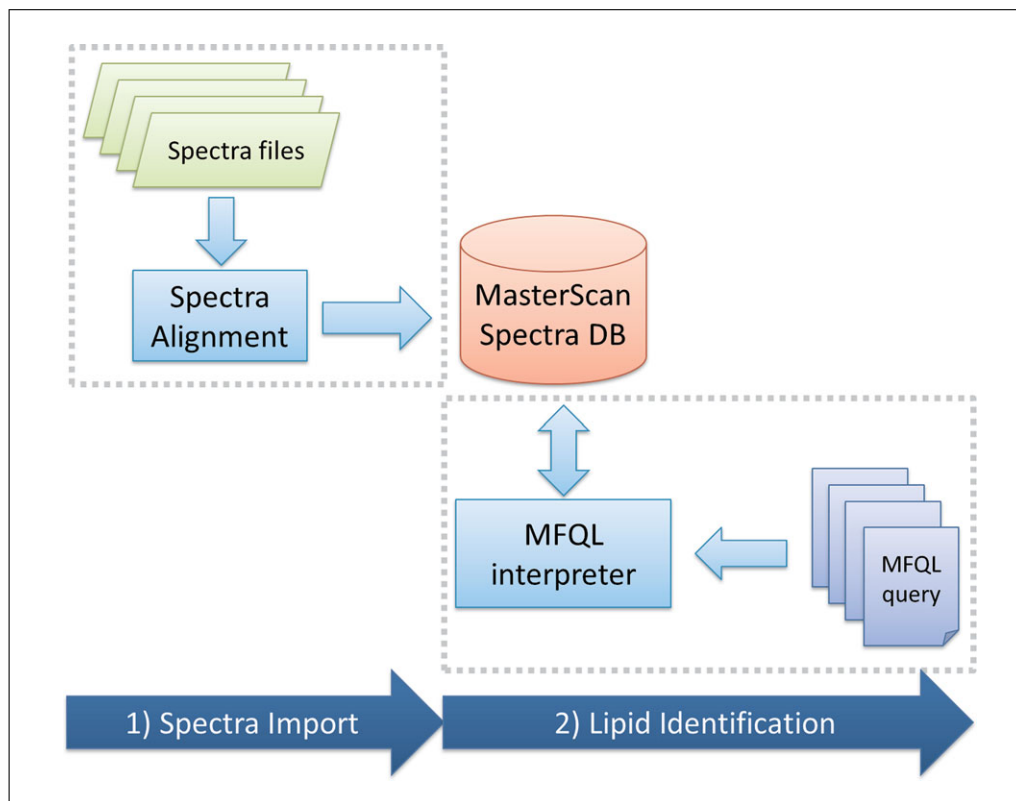 Spectra files
Spectra
Alignment
MasterScan
Spectra DB
MFQL
interpreter
MFQL
query
1) Spectra Import
2) Lipid Identification